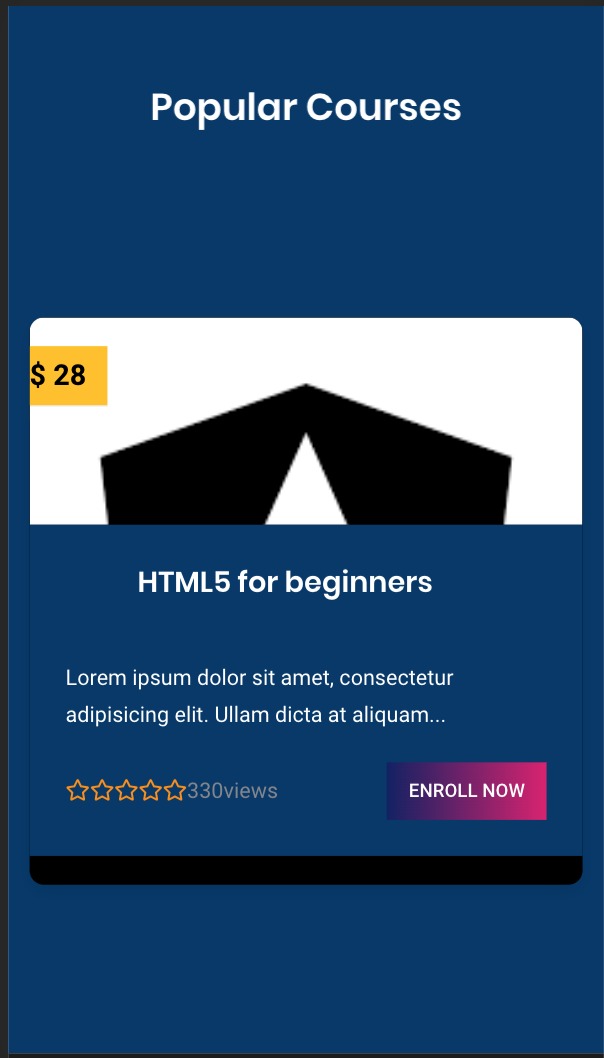 Popular Courses
$ 28
HTML5 for beginners
Lorem ipsum dolor sit amet, consectetur
adipisicing elit. Ullam dicta at aliquam...
330views
ENROLL NOW